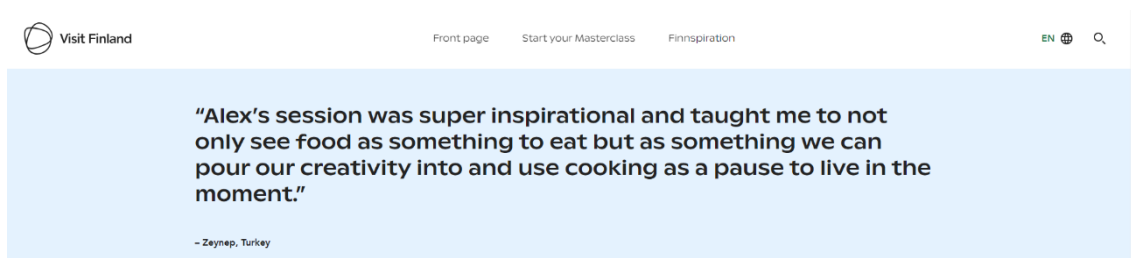 Visit Finland
Front page Start your Masterclass Finnspiration
EN
“Alex’s session was super inspirational and taught me to not
only see food as something to eat but as something we can
pour our creativity into and use cooking as a pause to live in the
moment.”
– Zeynep, Turkey